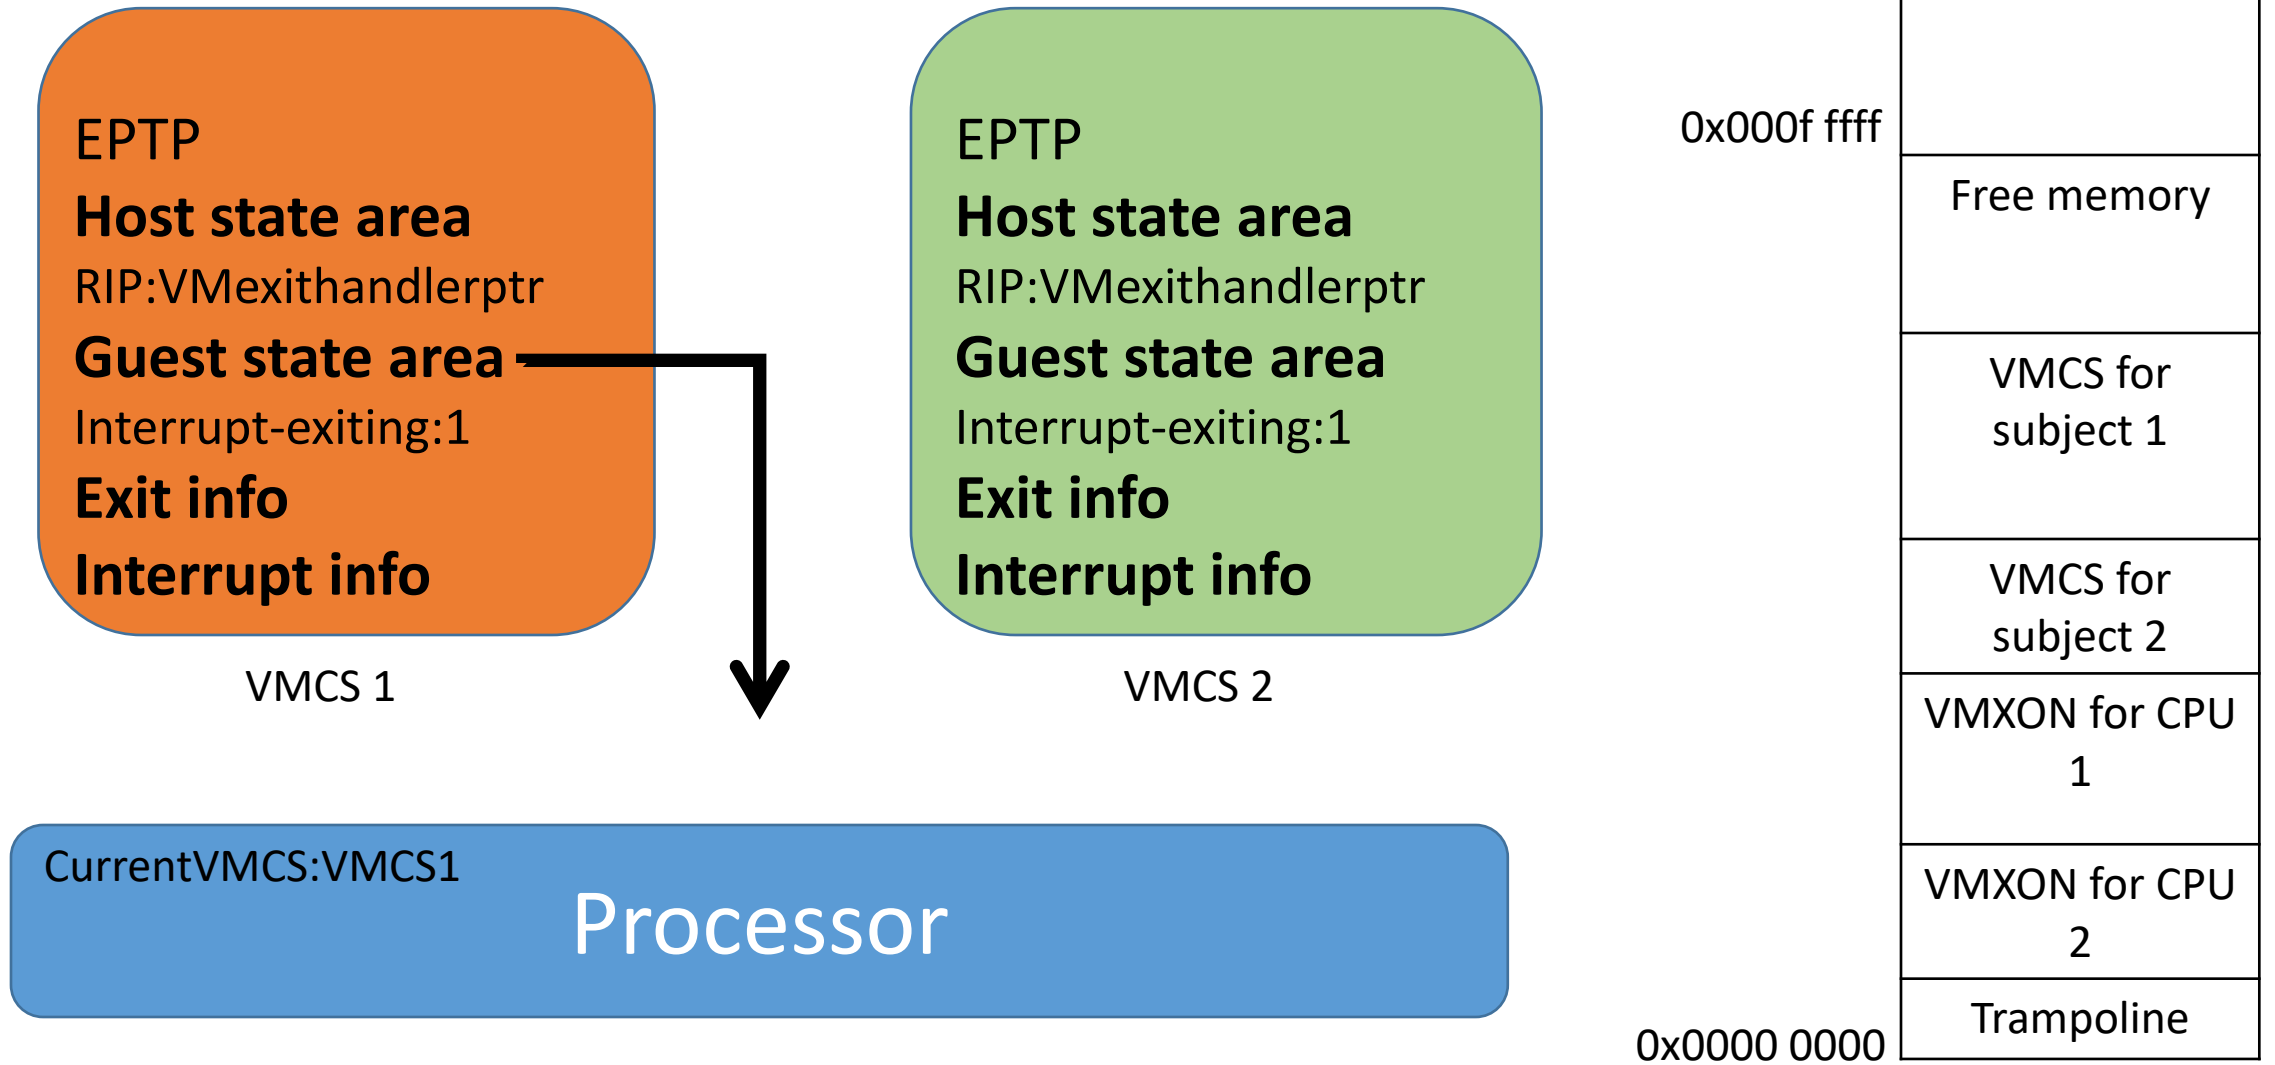 EPTP
Host state area
RIP:VMexithandlerptr
Guest state area
Interrupt-exiting:1
Exit info
Interrupt info
VMCS 1
EPTP
Host state area
RIP:VMexithandlerptr
Guest state area
Interrupt-exiting:1
Exit info
Interrupt info
VMCS 2
CurrentVMCS:VMCS1
Processor
0x000f ffff
Free memory
VMCS for
subject 1
VMCS for
subject 2
VMXON for CPU
1
VMXON for CPU
2
Trampoline
0x0000 0000